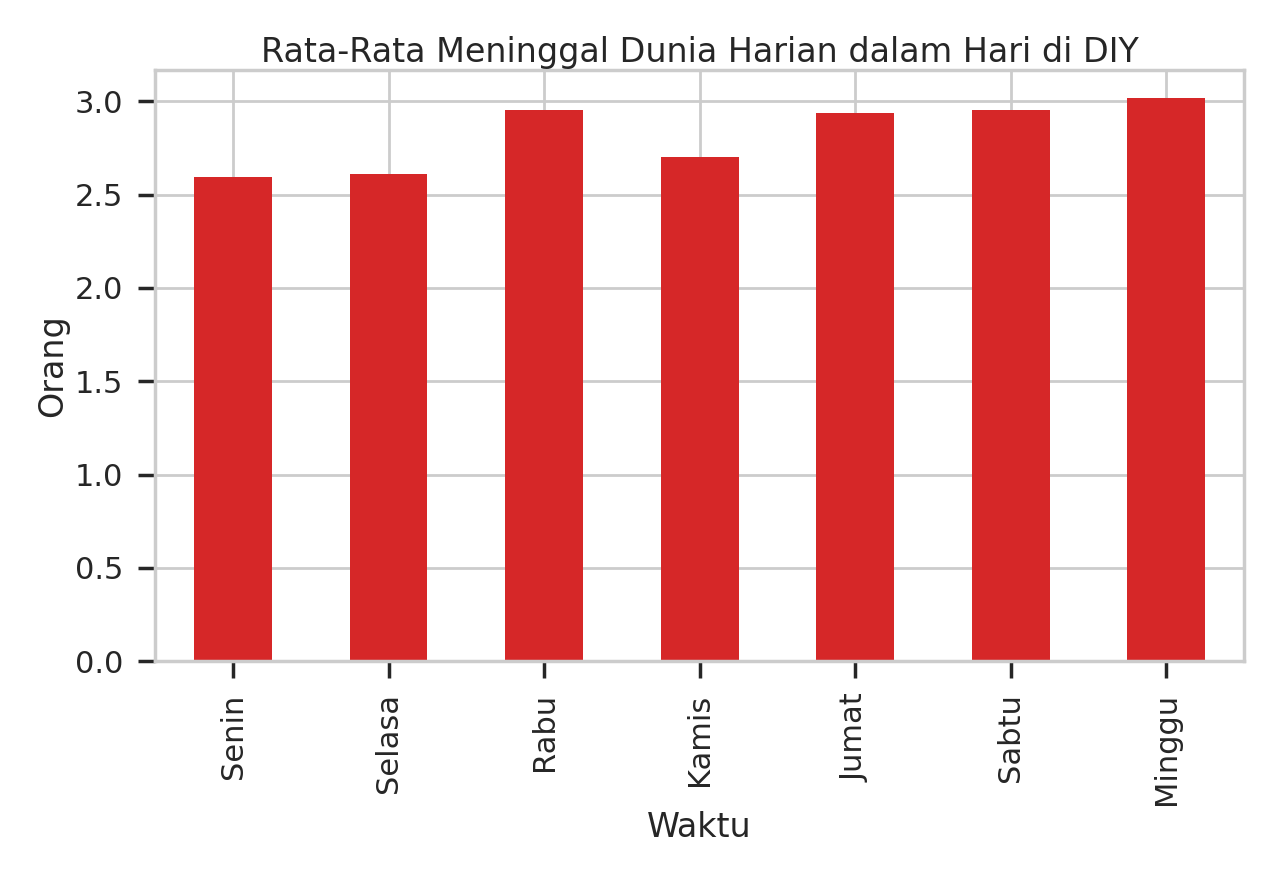 Rata-Rata Meninggal Dunia Harian dalam Hari di DIY
3.0
2.5
2.0
1.5
1.0
0.5
0.0
Orang
Senin
Selasa
Rabu
Kamis
Jumat
Sabtu
Minggu
Waktu